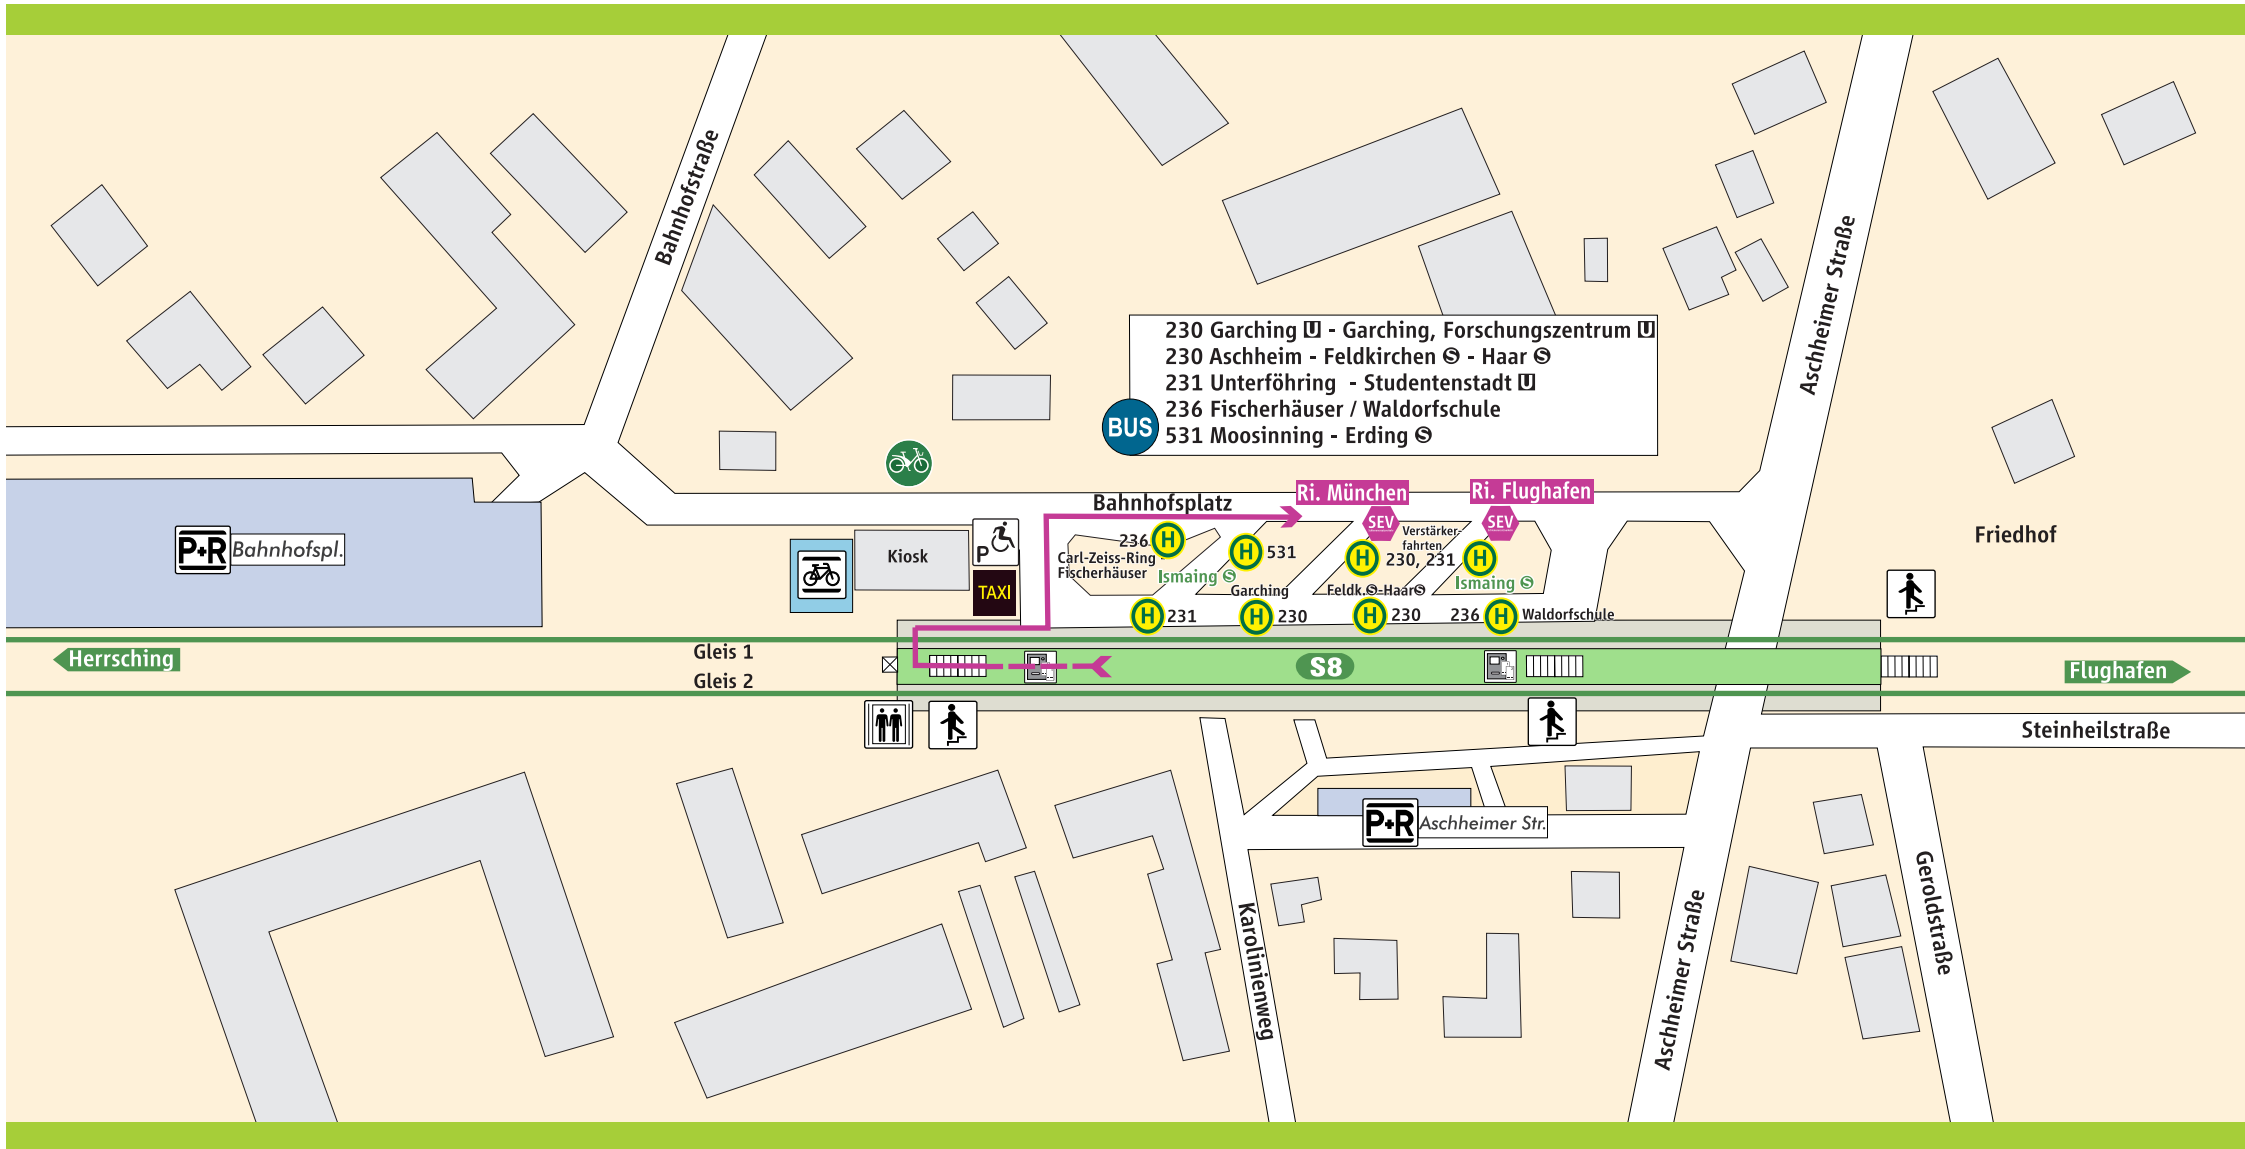 Bahnhofstraße
Aschheimer Straße
230 Garching U - Garching, Forschungszentrum U
230 Aschheim - Feldkirchen S - Haar S
231 Unterföhring - Studentenstadt U
236 Fischerhäuser / Waldorfschule
531 Moosinning - Erding S
BUS
Bahnhofsplatz
Ri. München
Ri. Flughafen
SEV
SEV
P+R Bahnhofspl.
Kiosk
P
TAXI
236 H
Carl-Zeiss-Ring
Fischerhäuser
Ismaing S
H 531
Garching
Verstärker-
fahrten
H 230, 231
H
Ismaing S
Feldk.S-HaarS
H 231
H 230
H 230
236 H Waldorfschule
Friedhof
Herrsching
Gleis 1
Gleis 2
S8
Flughafen
Steinheilstraße
P+R Aschheimer Str.
Karolinienweg
Aschheimer Straße
Geroldstraße